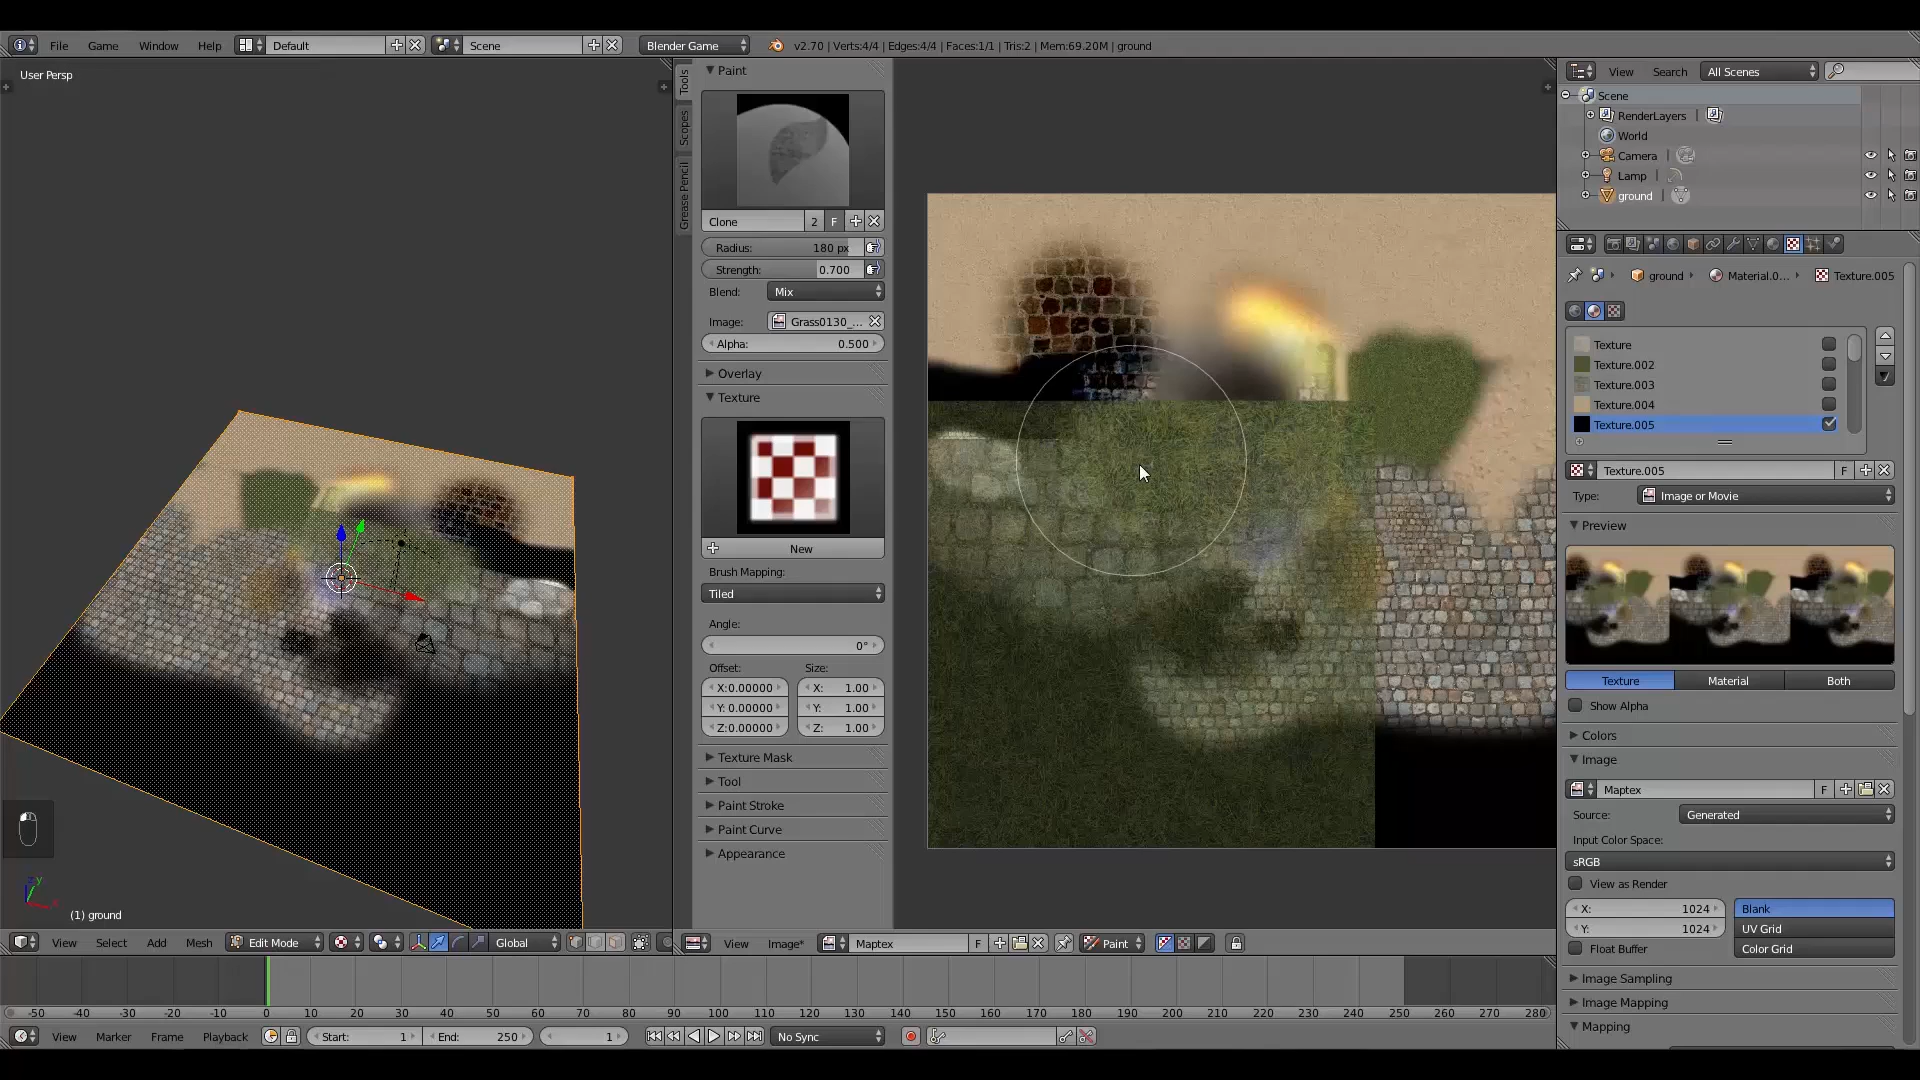 File Game Window Help Default Scene Blender Game v2.70 | Verts:4/4 | Edges:4/4 | Faces:1/1 | Tris:2 | Mem:69.20M | ground
User Persp
(1) ground
View Select Add Mesh Edit Mode Global
Tools
Scopes
Grease Pencil
Paint
Clone 2 F
Radius: 180 px
Strength: 0.700
Blend: Mix
Image: Grass0130_...
Alpha: 0.500
Overlay
Texture
New
Brush Mapping:
Tiled
Angle:
0°
Offset: Size:
X:0.00000 X: 1.00
Y: 0.00000 Y: 1.00
Z:0.00000 Z: 1.00
Texture Mask
Tool
Paint Stroke
Paint Curve
Appearance
View Image* Maptex F Paint
View Search All Scenes
Scene
RenderLayers |
World
Camera |
Lamp |
ground |
ground Material.0... Texture.005
Texture
Texture.002
Texture.003
Texture.004
Texture.005
Texture.005 F
Type: Image or Movie
Preview
Texture Material Both
Show Alpha
Colors
Image
Maptex F
Source: Generated
Input Color Space:
sRGB
View as Render
X: 1024 Blank
Y: 1024 UV Grid
Float Buffer Color Grid
Image Sampling
Image Mapping
Mapping
-50 -40 -30 -20 -10 0 10 20 30 40 50 60 70 80 90 100 110 120 130 140 150 160 170 180 190 200 210 220 230 240 250 260 270 280
View Marker Frame Playback Start: 1 End: 250 1 No Sync